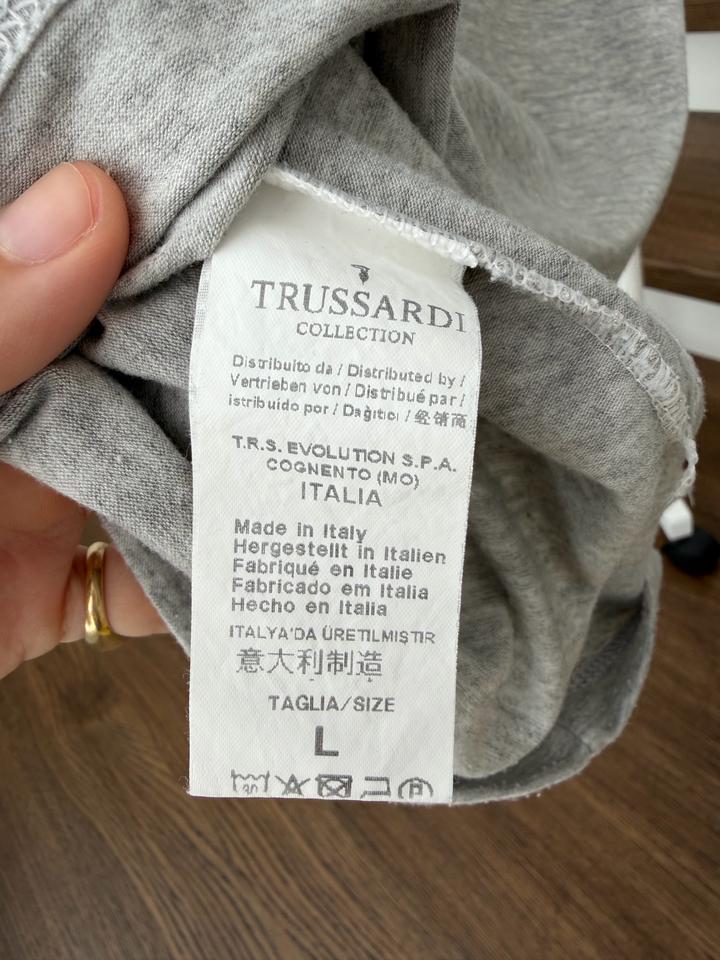 TRUSSARDI
COLLECTION
Distribuito da / Distributed by /
Vertrieben von / Distribué par /
istribuído por / Dağıtıcı / 经销商
T.R.S. EVOLUTION S.P.A.
COGNENTO (MO)
ITALIA
Made in Italy
Hergestellt in Italien
Fabriqué en Italie
Fabricado em Italia
Hecho en Italia
ITALYA'DA ÜRETILMIŞTIR
意大利制造
TAGLIA/SIZE
L
30
P